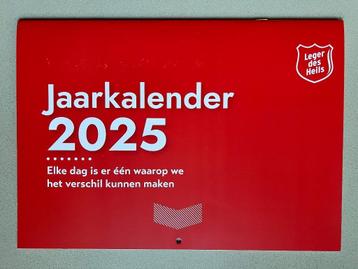 Leger
des
Heils
Jaarkalender
2025
Elke dag is er één waarop we
het verschil kunnen maken